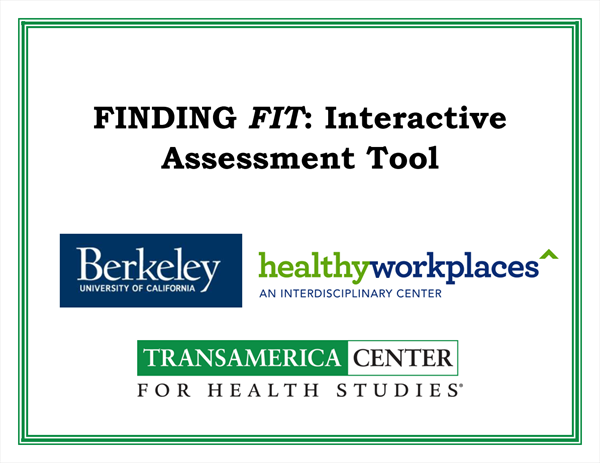 FINDING FIT: Interactive
Assessment Tool
Berkeley
UNIVERSITY OF CALIFORNIA
healthyworkplaces^
AN INTERDISCIPLINARY CENTER
TRANSAMERICA CENTER
FOR HEALTH STUDIES®